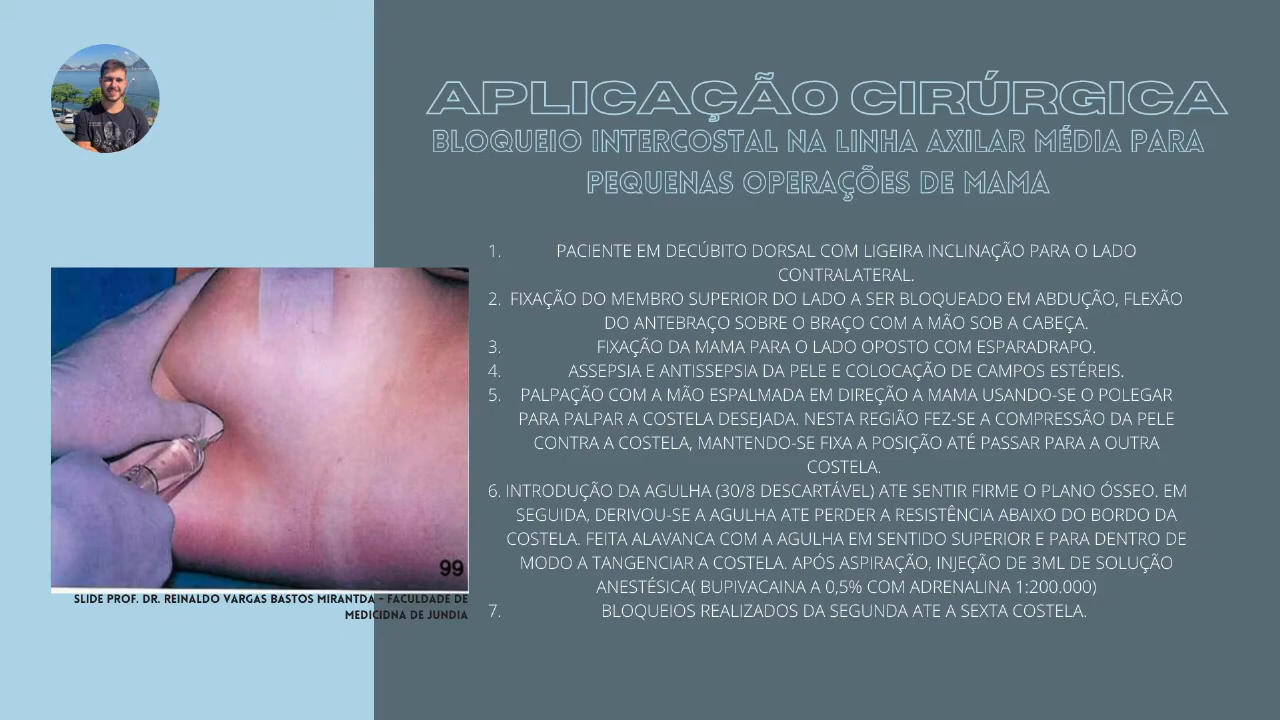 APLICAÇÃO CIRÚRGICA
BLOQUEIO INTERCOSTAL NA LINHA AXILAR MÉDIA PARA
PEQUENAS OPERAÇÕES DE MAMA
1. PACIENTE EM DECÚBITO DORSAL COM LIGEIRA INCLINAÇÃO PARA O LADO
CONTRALATERAL.
2. FIXAÇÃO DO MEMBRO SUPERIOR DO LADO A SER BLOQUEADO EM ABDUÇÃO, FLEXÃO
DO ANTEBRAÇO SOBRE O BRAÇO COM A MÃO SOB A CABEÇA.
3. FIXAÇÃO DA MAMA PARA O LADO OPOSTO COM ESPARADRAPO.
4. ASSEPSIA E ANTISSEPSIA DA PELE E COLOCAÇÃO DE CAMPOS ESTÉREIS.
5. PALPAÇÃO COM A MÃO ESPALMADA EM DIREÇÃO A MAMA USANDO-SE O POLEGAR
PARA PALPAR A COSTELA DESEJADA. NESTA REGIÃO FEZ-SE A COMPRESSÃO DA PELE
CONTRA A COSTELA, MANTENDO-SE FIXA A POSIÇÃO ATÉ PASSAR PARA A OUTRA
COSTELA.
6. INTRODUÇÃO DA AGULHA (30/8 DESCARTÁVEL) ATE SENTIR FIRME O PLANO ÓSSEO. EM
SEGUIDA, DERIVOU-SE A AGULHA ATE PERDER A RESISTÊNCIA ABAIXO DO BORDO DA
COSTELA. FEITA ALAVANCA COM A AGULHA EM SENTIDO SUPERIOR E PARA DENTRO DE
MODO A TANGENCIAR A COSTELA. APÓS ASPIRAÇÃO, INJEÇÃO DE 3ML DE SOLUÇÃO
ANESTÉSICA( BUPIVACAINA A 0,5% COM ADRENALINA 1:200.000)
7. BLOQUEIOS REALIZADOS DA SEGUNDA ATE A SEXTA COSTELA.
99
SLIDE PROF. DR. REINALDO VARGAS BASTOS MIRANTDA - FACULDADE DE
MEDICIDNA DE JUNDIA